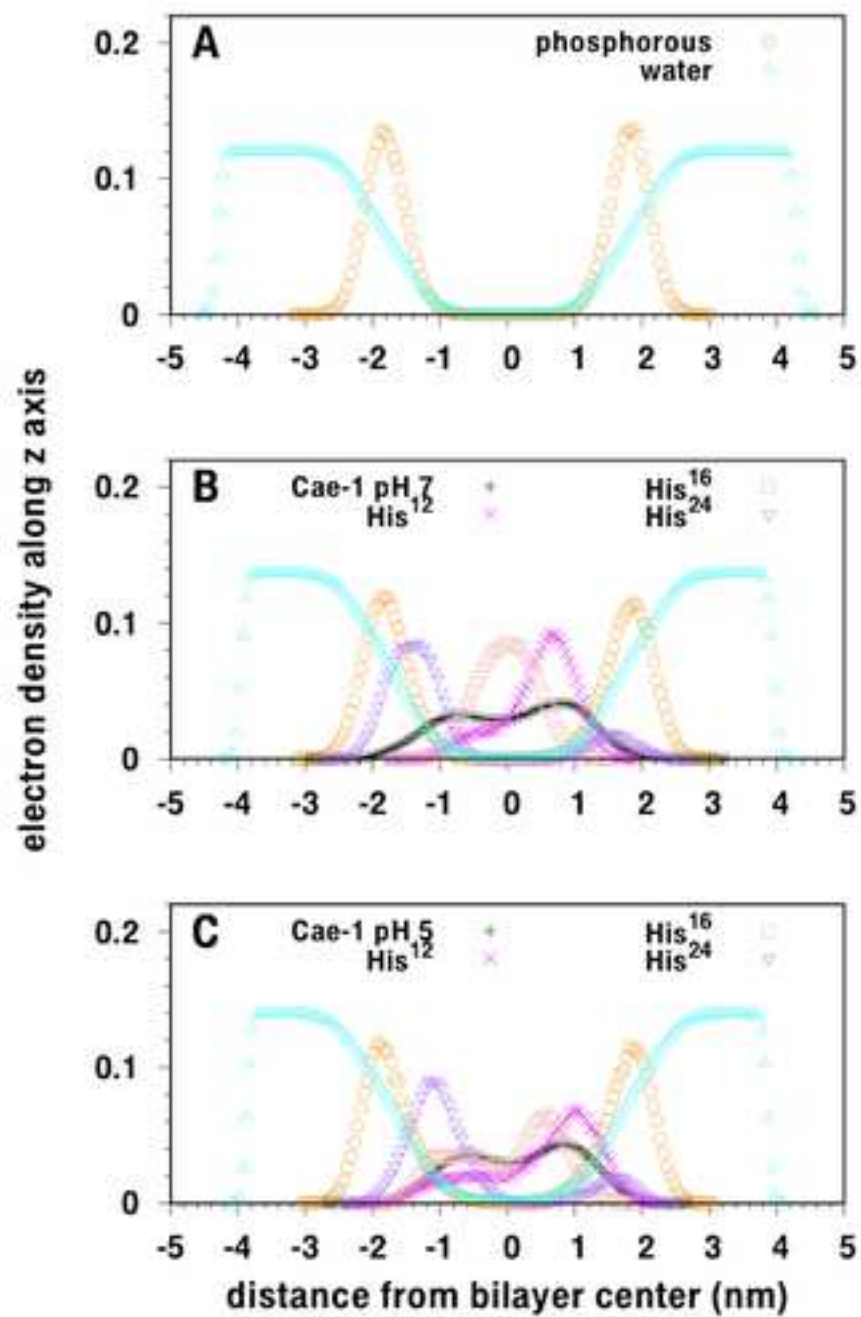 electron density along z axis
A
phosphorous
water
0.2
0.1
0
-5 -4 -3 -2 -1 0 1 2 3 4 5
B
Cae-1 pH 7
His12
His16
His24
0.2
0.1
0
-5 -4 -3 -2 -1 0 1 2 3 4 5
C
Cae-1 pH 5
His12
His16
His24
0.2
0.1
0
-5 -4 -3 -2 -1 0 1 2 3 4 5
distance from bilayer center (nm)